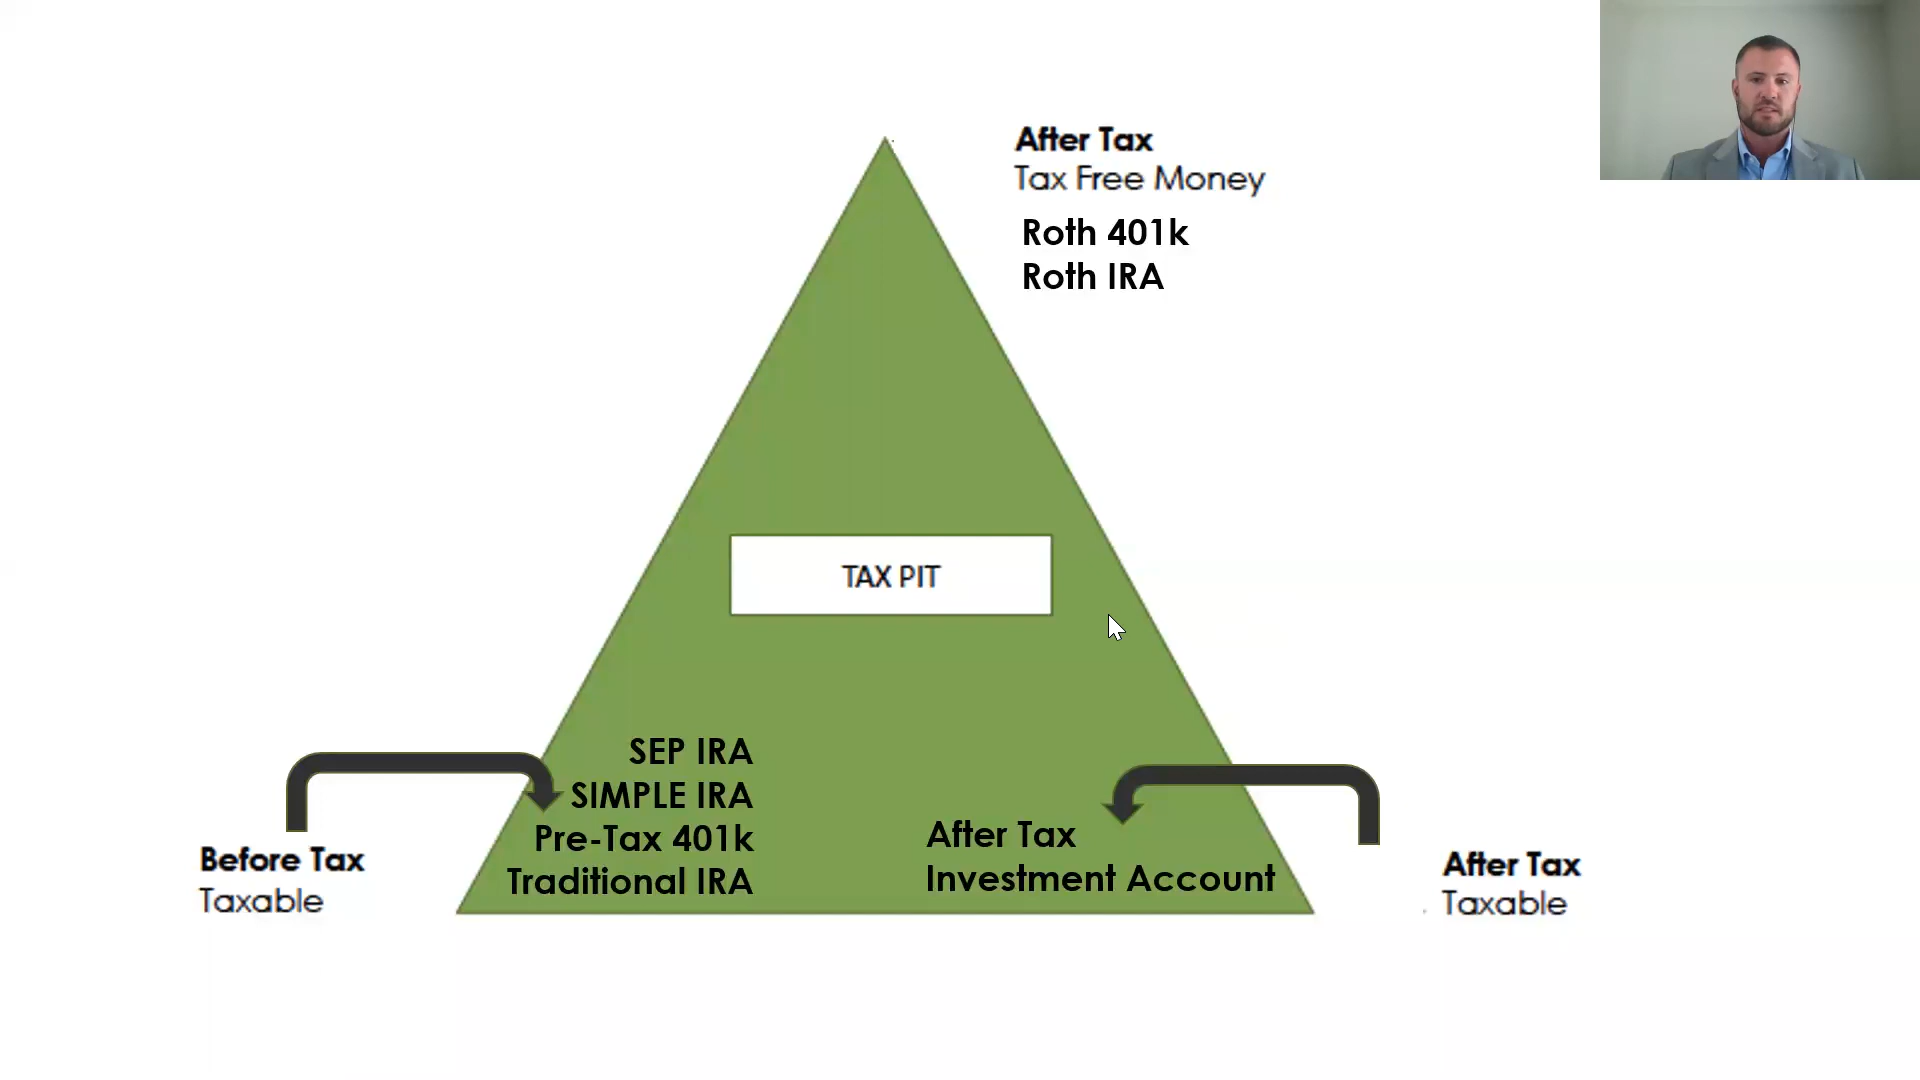 After Tax
Tax Free Money
Roth 401k
Roth IRA
TAX PIT
SEP IRA
SIMPLE IRA
Pre-Tax 401k
Traditional IRA
Before Tax
Taxable
After Tax
Investment Account
After Tax
Taxable